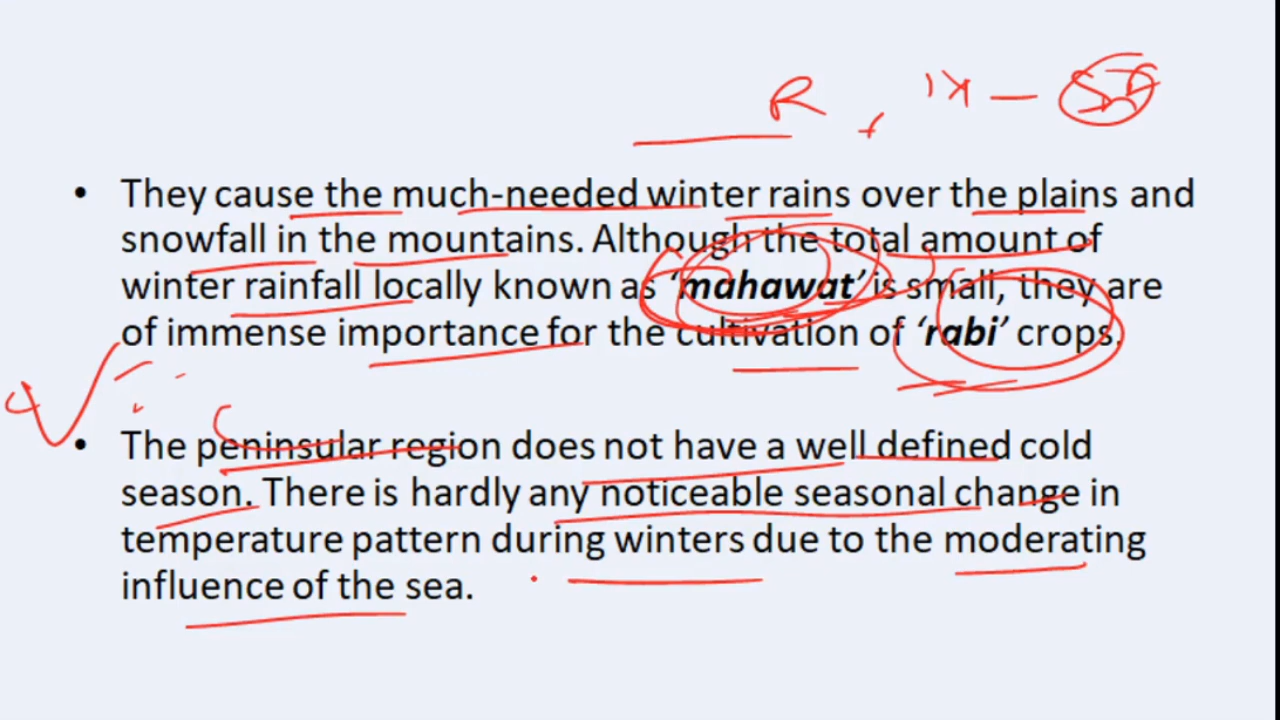 R
• They cause the much-needed winter rains over the plains and
snowfall in the mountains. Although the total amount of
winter rainfall locally known as ‘mahawat’ is small, they are
of immense importance for the cultivation of ‘rabi’ crops.
• The peninsular region does not have a well defined cold
season. There is hardly any noticeable seasonal change in
temperature pattern during winters due to the moderating
influence of the sea.